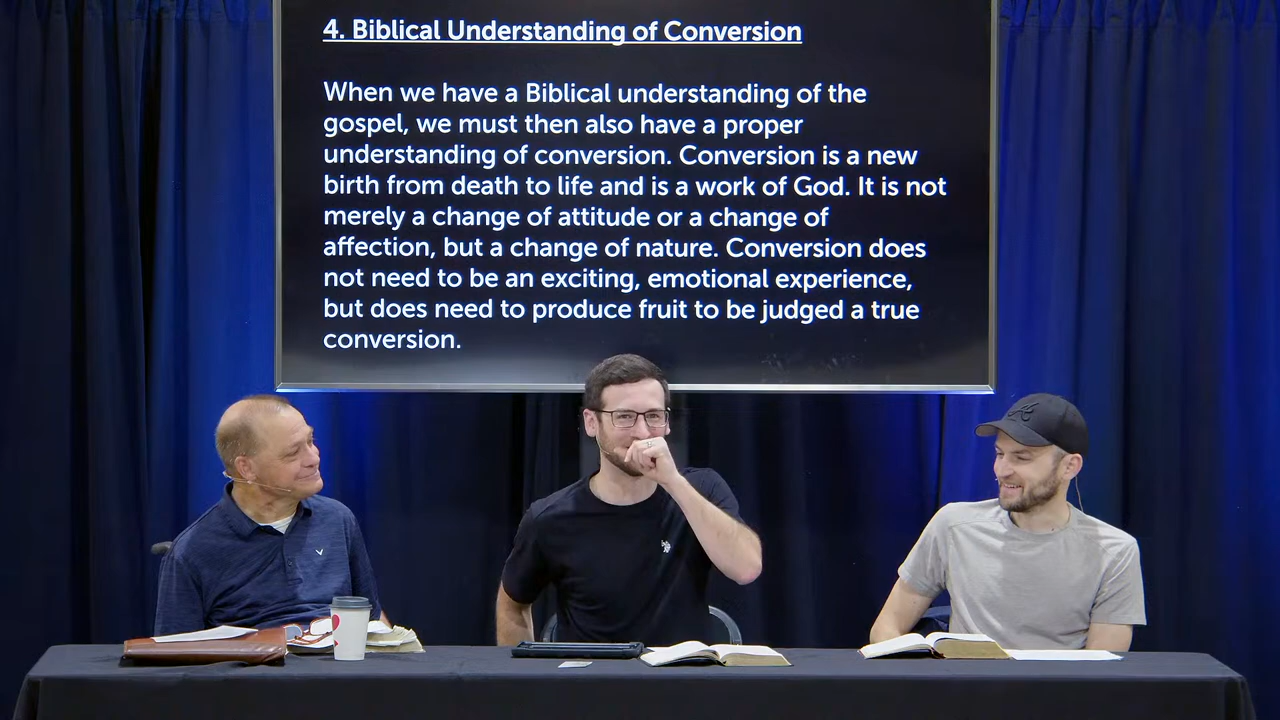 4. Biblical Understanding of Conversion
When we have a Biblical understanding of the
gospel, we must then also have a proper
understanding of conversion. Conversion is a new
birth from death to life and is a work of God. It is not
merely a change of attitude or a change of
affection, but a change of nature. Conversion does
not need to be an exciting, emotional experience,
but does need to produce fruit to be judged a true
conversion.
A